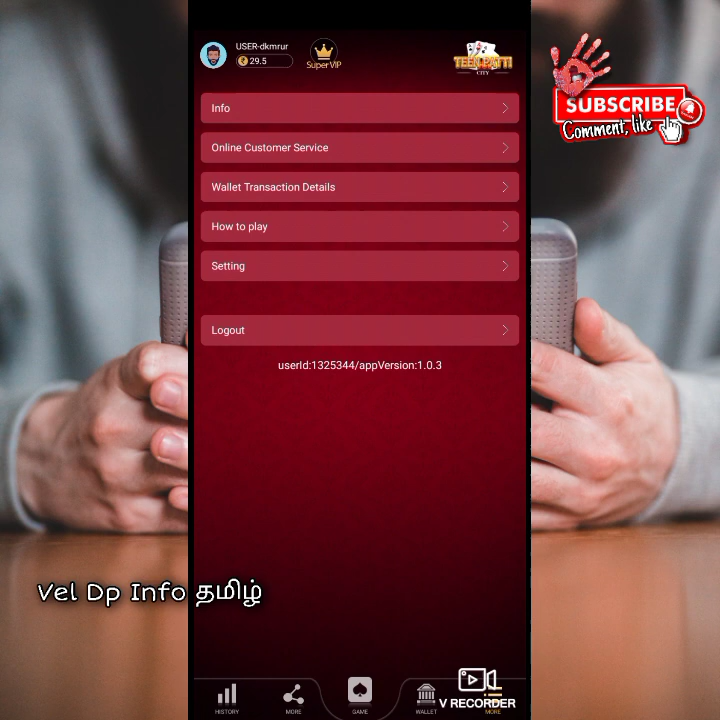 USER-dkmrur
29.5
Super VIP
TEEN PATTI
CITY
SUBSCRIBE
Comment, like
Info
Online Customer Service
Wallet Transaction Details
How to play
Setting
Logout
userId:1325344/appVersion:1.0.3
Vel Dp Info தமிழ்
HISTORY
MORE
GAME
WALLET
V RECORDER
MORE